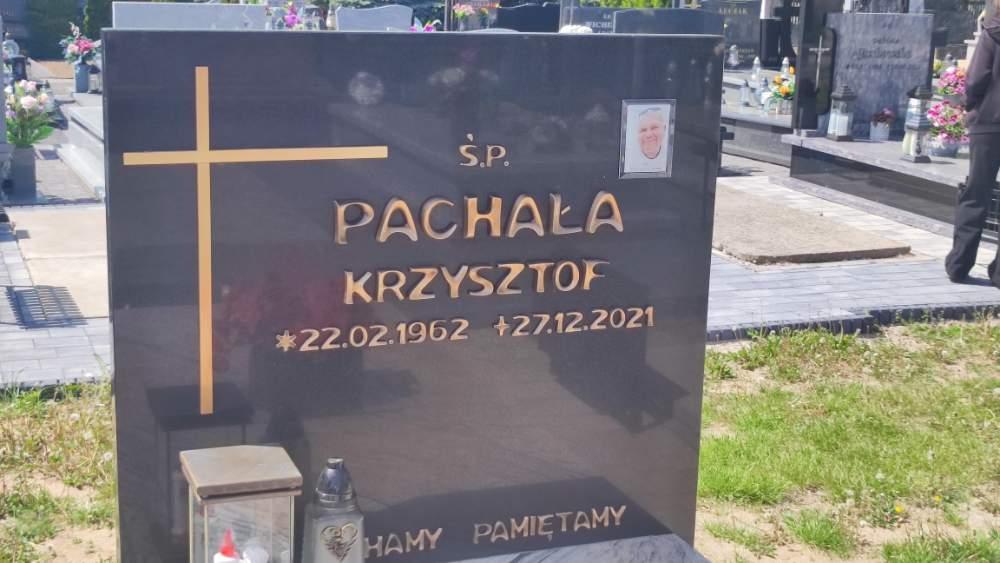 Ś.P.
PACHAŁA
KRZYSZTOF
*22.02.1962 +27.12.2021
HAMY PAMIĘTAMY